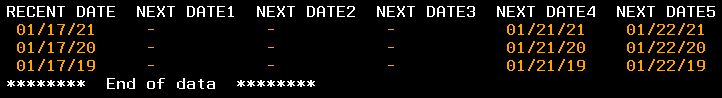 RECENT DATE NEXT DATE1 NEXT DATE2 NEXT DATE3 NEXT DATE4 NEXT DATE5
01/17/21 - - - 01/21/21 01/22/21
01/17/20 - - - 01/21/20 01/22/20
01/17/19 - - - 01/21/19 01/22/19
******** End of data ********